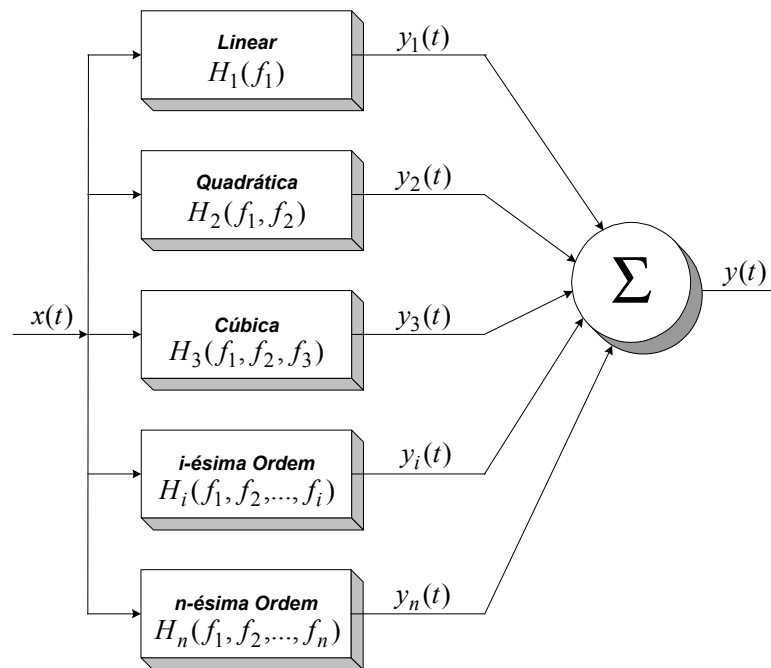 Linear
H₁(f₁)
y₁(t)
Quadrática
H₂(f₁, f₂)
y₂(t)
x(t)
Cúbica
H₃(f₁, f₂, f₃)
y₃(t)
Σ
y(t)
i-ésima Ordem
Hᵢ(f₁, f₂,..., fᵢ)
yᵢ(t)
n-ésima Ordem
Hₙ(f₁, f₂,..., fₙ)
yₙ(t)